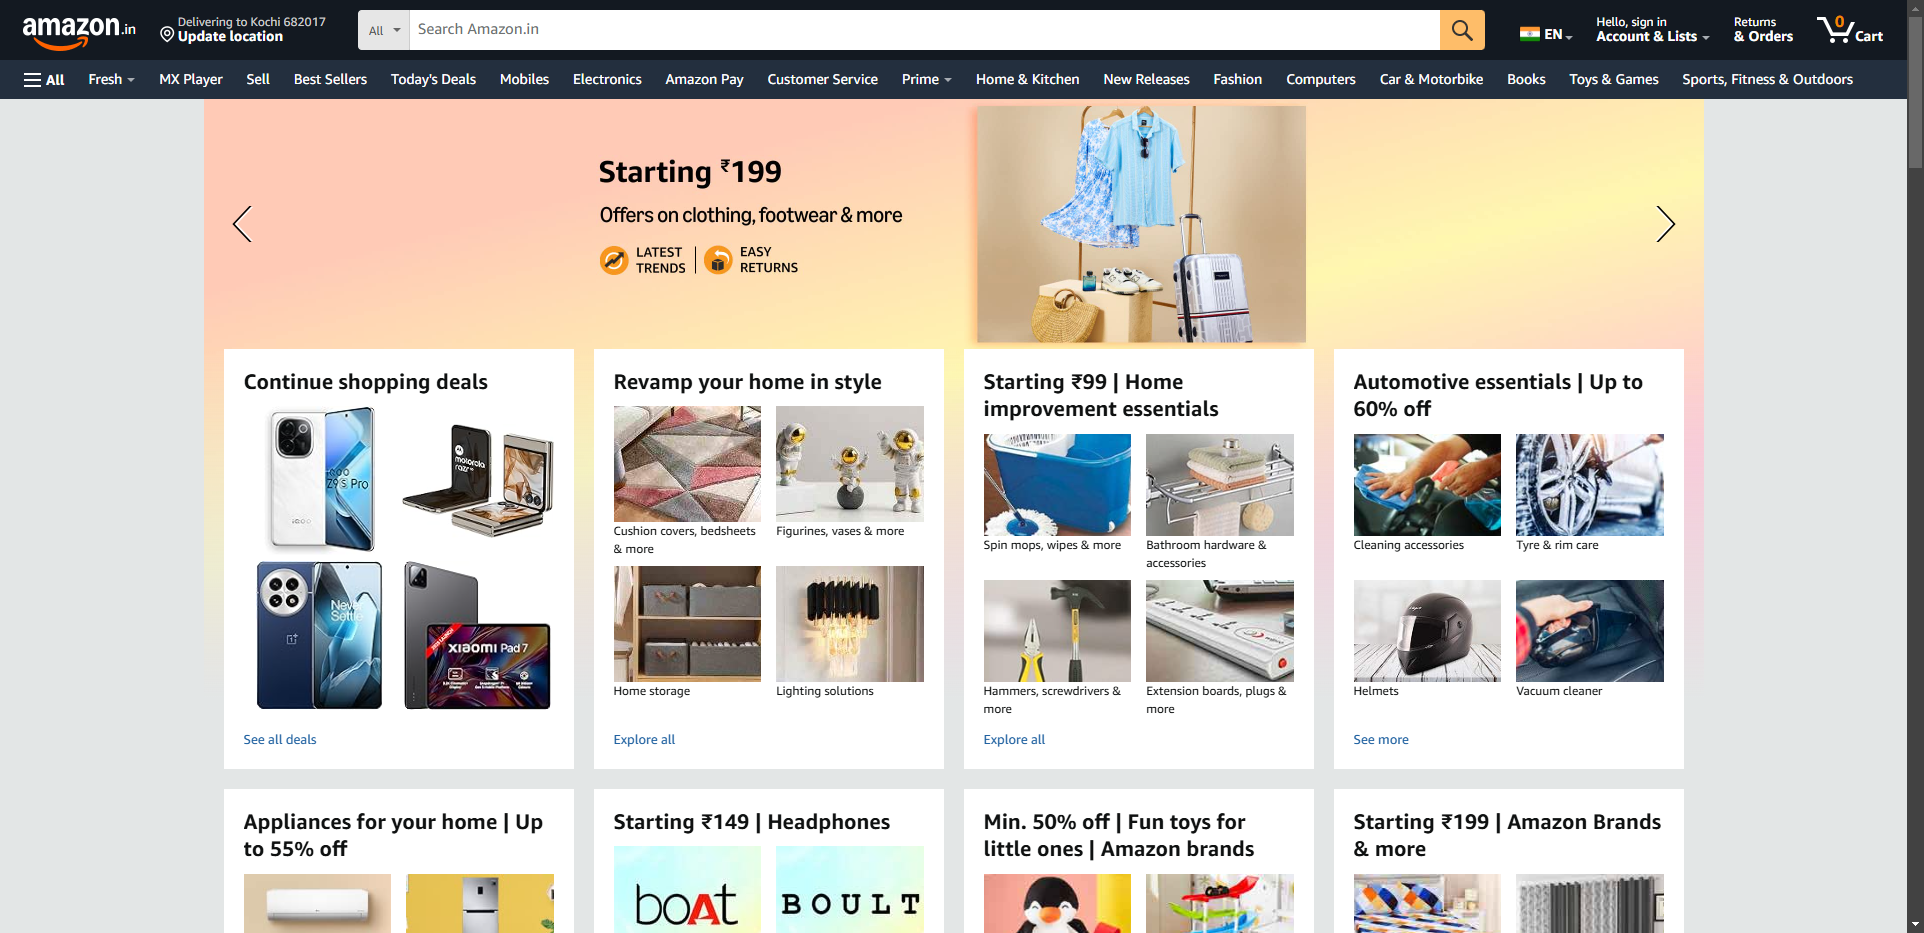 amazon.in
Delivering to Kochi 682017
Update location
All
Search Amazon.in
EN
Hello, sign in
Account & Lists
Returns
& Orders
0
Cart
All
Fresh
MX Player
Sell
Best Sellers
Today's Deals
Mobiles
Electronics
Amazon Pay
Customer Service
Prime
Home & Kitchen
New Releases
Fashion
Computers
Car & Motorbike
Books
Toys & Games
Sports, Fitness & Outdoors
Starting ₹199
Offers on clothing, footwear & more
LATEST
TRENDS
EASY
RETURNS
Continue shopping deals
iQOO
Z9s Pro
motorola
razr
Never
Settle
NEW LAUNCH
xiaomi Pad 7
See all deals
Revamp your home in style
Cushion covers, bedsheets
& more
Figurines, vases & more
Home storage
Lighting solutions
Explore all
Starting ₹99 | Home
improvement essentials
Spin mops, wipes & more
Bathroom hardware &
accessories
Hammers, screwdrivers &
more
Extension boards, plugs &
more
Explore all
Automotive essentials | Up to
60% off
Cleaning accessories
Tyre & rim care
Helmets
Vacuum cleaner
See more
Appliances for your home | Up
to 55% off
Starting ₹149 | Headphones
boAt
BOULT
Min. 50% off | Fun toys for
little ones | Amazon brands
Starting ₹199 | Amazon Brands
& more